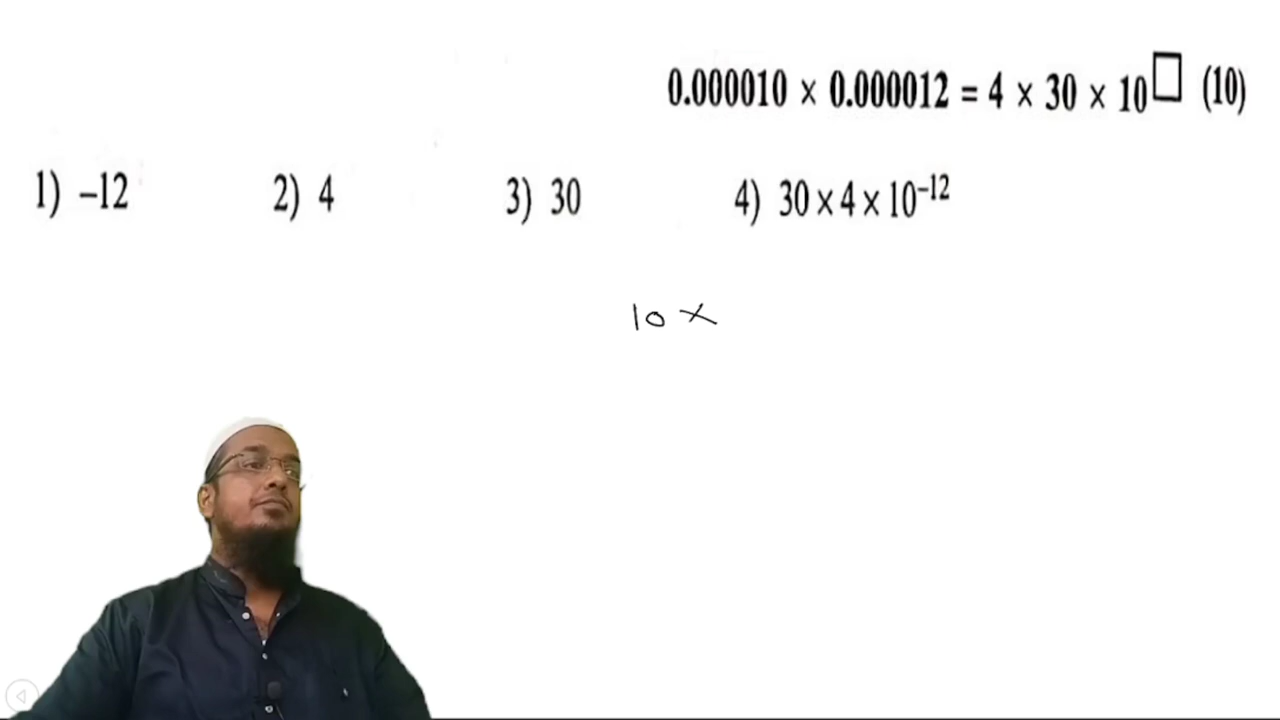 0.000010 × 0.000012 = 4 × 30 × 10^□ (10)
1) –12 2) 4 3) 30 4) 30 × 4 × 10⁻¹²
10 ×